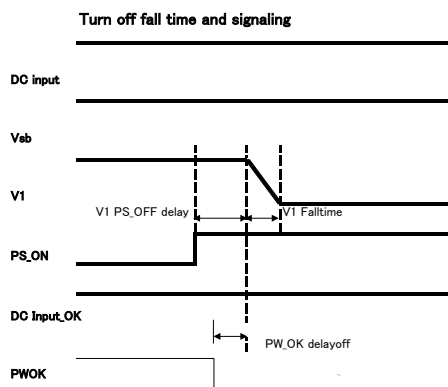 Turn off fall time and signaling
DC input
Vsb
V1
V1 PS_OFF delay
V1 Falltime
PS_ON
DC Input_OK
PW_OK delayoff
PWOK